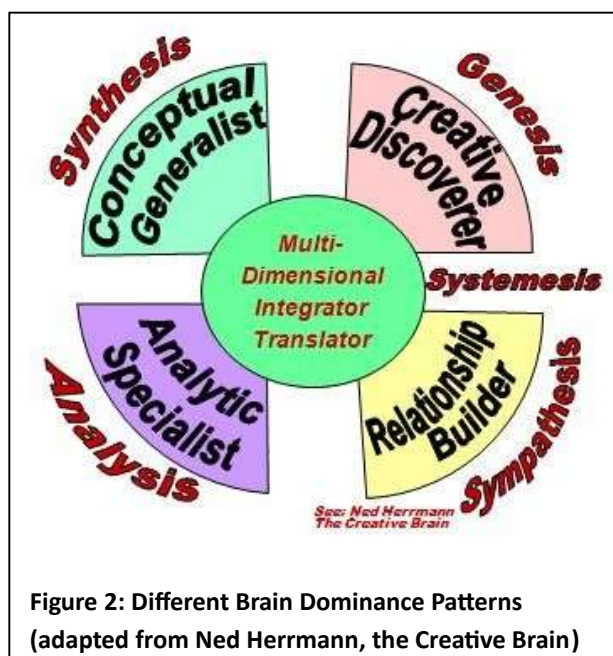 Synthesis
Conceptual
Generalist
Genesis
Creative
Discoverer
Multi-
Dimensional
Integrator
Translator
Systemesis
Analysis
Analytic
Specialist
Relationship
Builder
Sympathesis
See: Ned Herrmann
The Creative Brain
Figure 2: Different Brain Dominance Patterns
(adapted from Ned Herrmann, the Creative Brain)